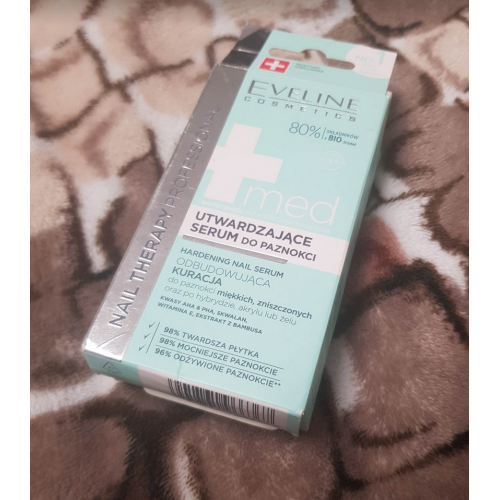 EVELINE
COSMETICS
80% SKŁADNIKÓW
BIO
med
UTWARDZAJĄCE
SERUM DO PAZNOKCI
HARDENING NAIL SERUM
ODBUDOWUJĄCA
KURACJA
do paznokci miękkich, zniszczonych
oraz po hybrydzie, akrylu lub żelu
KWASY AHA & PHA, SKWALAN,
WITAMINA E, EKSTRAKT Z BAMBUSA
98% TWARDSZA PŁYTKA
98% MOCNIEJSZE PAZNOKCIE
96% ODŻYWIONE PAZNOKCIE**
NAIL THERAPY PROFESSIONAL